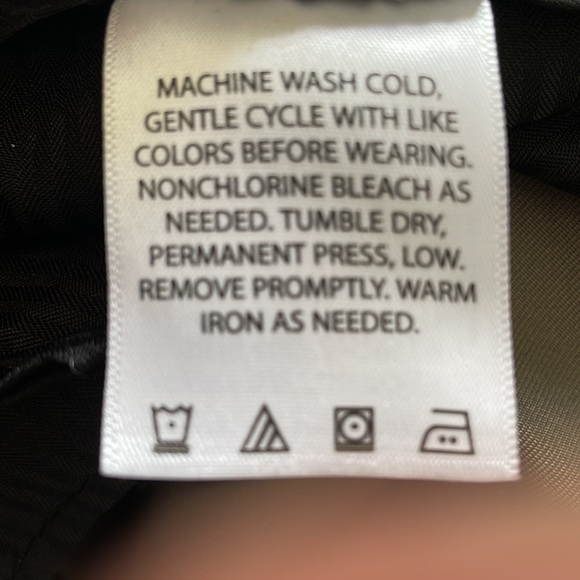 MACHINE WASH COLD,
GENTLE CYCLE WITH LIKE
COLORS BEFORE WEARING.
NONCHLORINE BLEACH AS
NEEDED. TUMBLE DRY,
PERMANENT PRESS, LOW.
REMOVE PROMPTLY. WARM
IRON AS NEEDED.